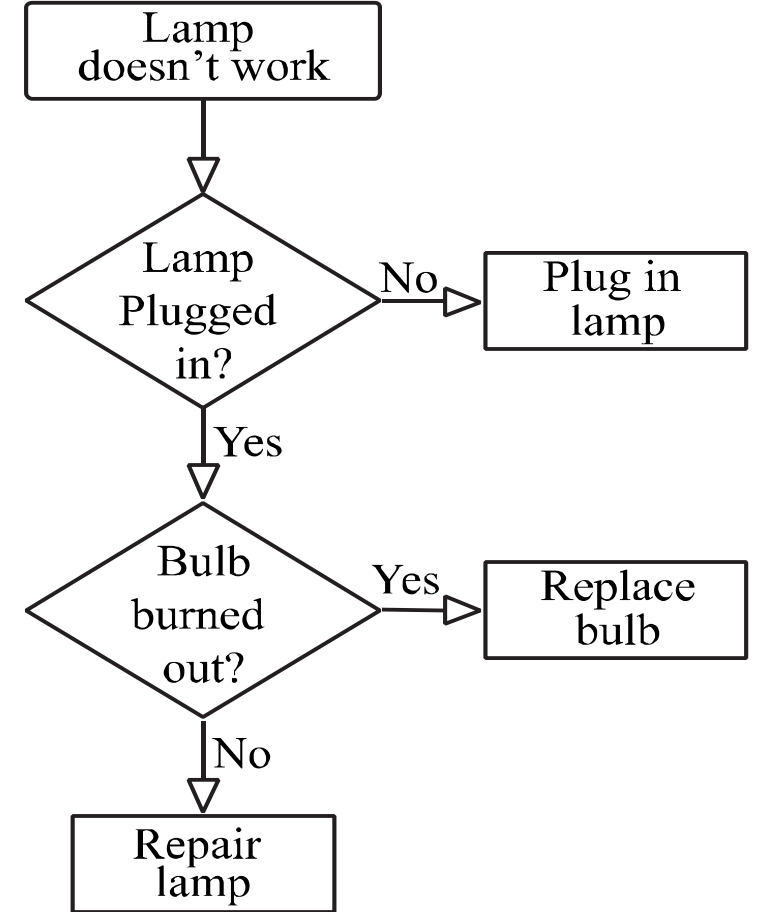 Lamp
doesn’t work
Lamp
Plugged
in?
No
Plug in
lamp
Yes
Bulb
burned
out?
Yes
Replace
bulb
No
Repair
lamp